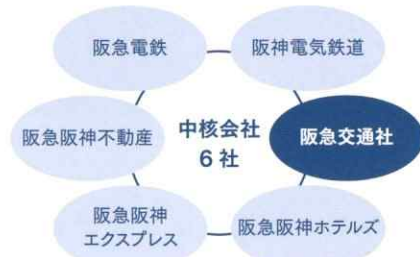 阪急電鉄
阪神電気鉄道
阪急阪神不動産
中核会社
6社
阪急交通社
阪急阪神
エクスプレス
阪急阪神ホテルズ